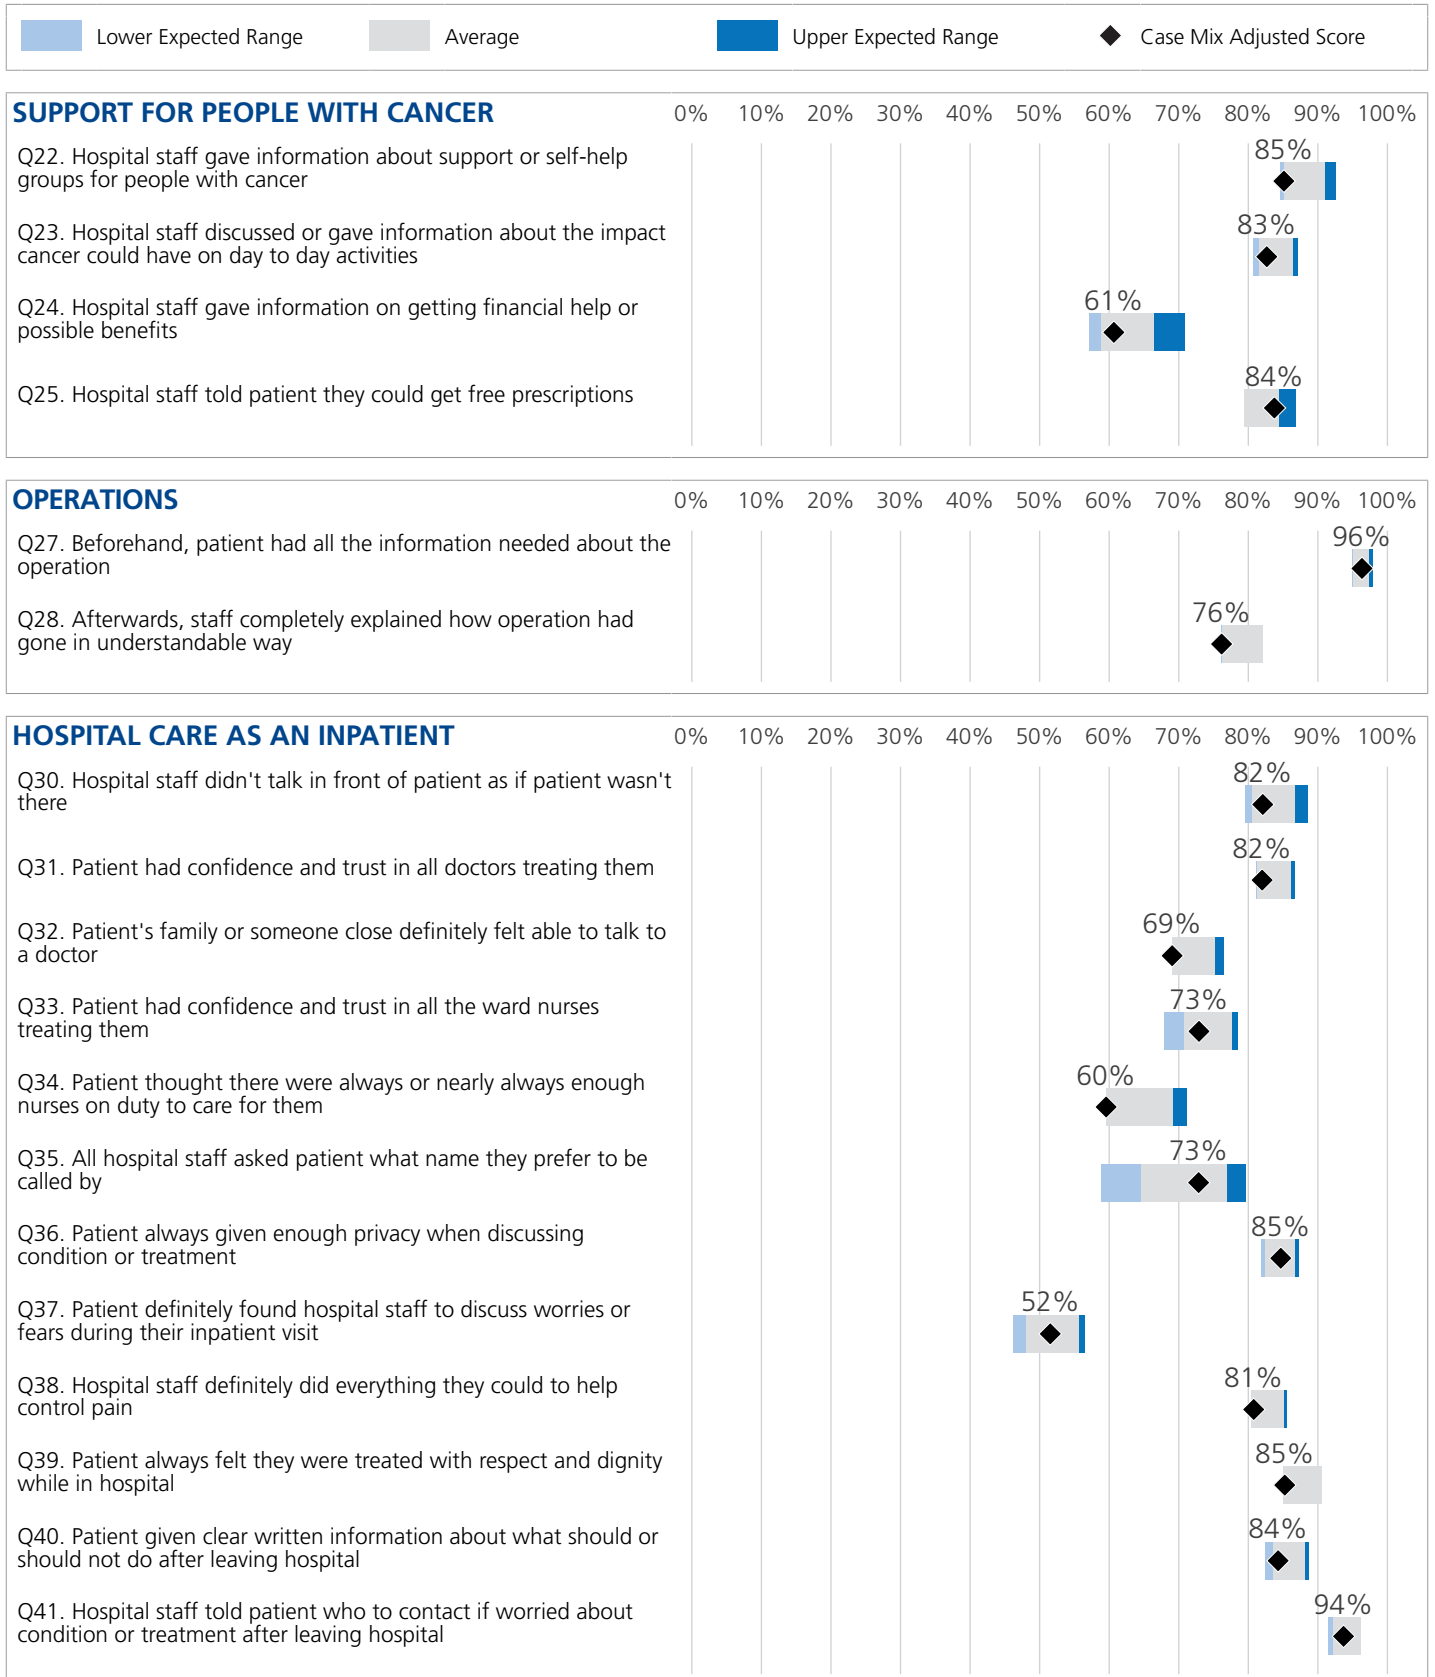 Lower Expected Range Average Upper Expected Range Case Mix Adjusted Score
SUPPORT FOR PEOPLE WITH CANCER 0% 10% 20% 30% 40% 50% 60% 70% 80% 90% 100%
85%
Q22. Hospital staff gave information about support or self-help
groups for people with cancer
83%
Q23. Hospital staff discussed or gave information about the impact
cancer could have on day to day activities
61%
Q24. Hospital staff gave information on getting financial help or
possible benefits
84%
Q25. Hospital staff told patient they could get free prescriptions
OPERATIONS 0% 10% 20% 30% 40% 50% 60% 70% 80% 90% 100%
96%
Q27. Beforehand, patient had all the information needed about the
operation
76%
Q28. Afterwards, staff completely explained how operation had
gone in understandable way
HOSPITAL CARE AS AN INPATIENT 0% 10% 20% 30% 40% 50% 60% 70% 80% 90% 100%
82%
Q30. Hospital staff didn't talk in front of patient as if patient wasn't
there
82%
Q31. Patient had confidence and trust in all doctors treating them
69%
Q32. Patient's family or someone close definitely felt able to talk to
a doctor
73%
Q33. Patient had confidence and trust in all the ward nurses
treating them
60%
Q34. Patient thought there were always or nearly always enough
nurses on duty to care for them
73%
Q35. All hospital staff asked patient what name they prefer to be
called by
85%
Q36. Patient always given enough privacy when discussing
condition or treatment
52%
Q37. Patient definitely found hospital staff to discuss worries or
fears during their inpatient visit
81%
Q38. Hospital staff definitely did everything they could to help
control pain
85%
Q39. Patient always felt they were treated with respect and dignity
while in hospital
84%
Q40. Patient given clear written information about what should or
should not do after leaving hospital
94%
Q41. Hospital staff told patient who to contact if worried about
condition or treatment after leaving hospital